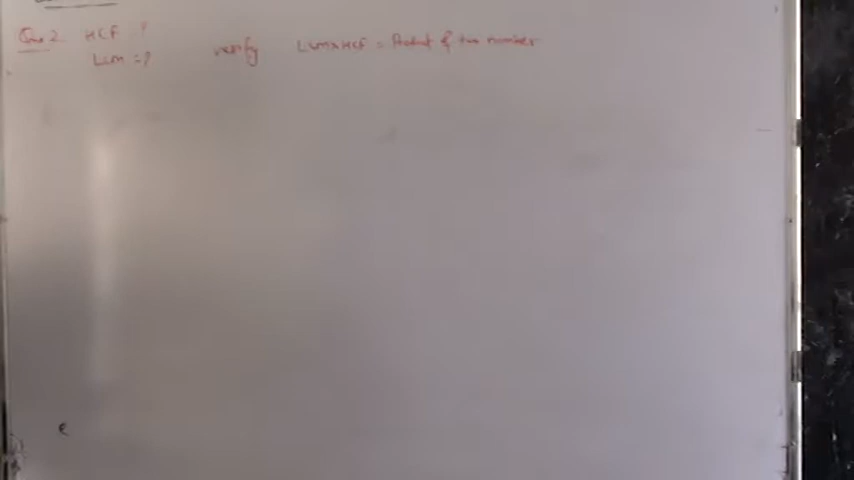 Que 2. HCF ?
LCM = ? verify LCM × HCF = Product of two number